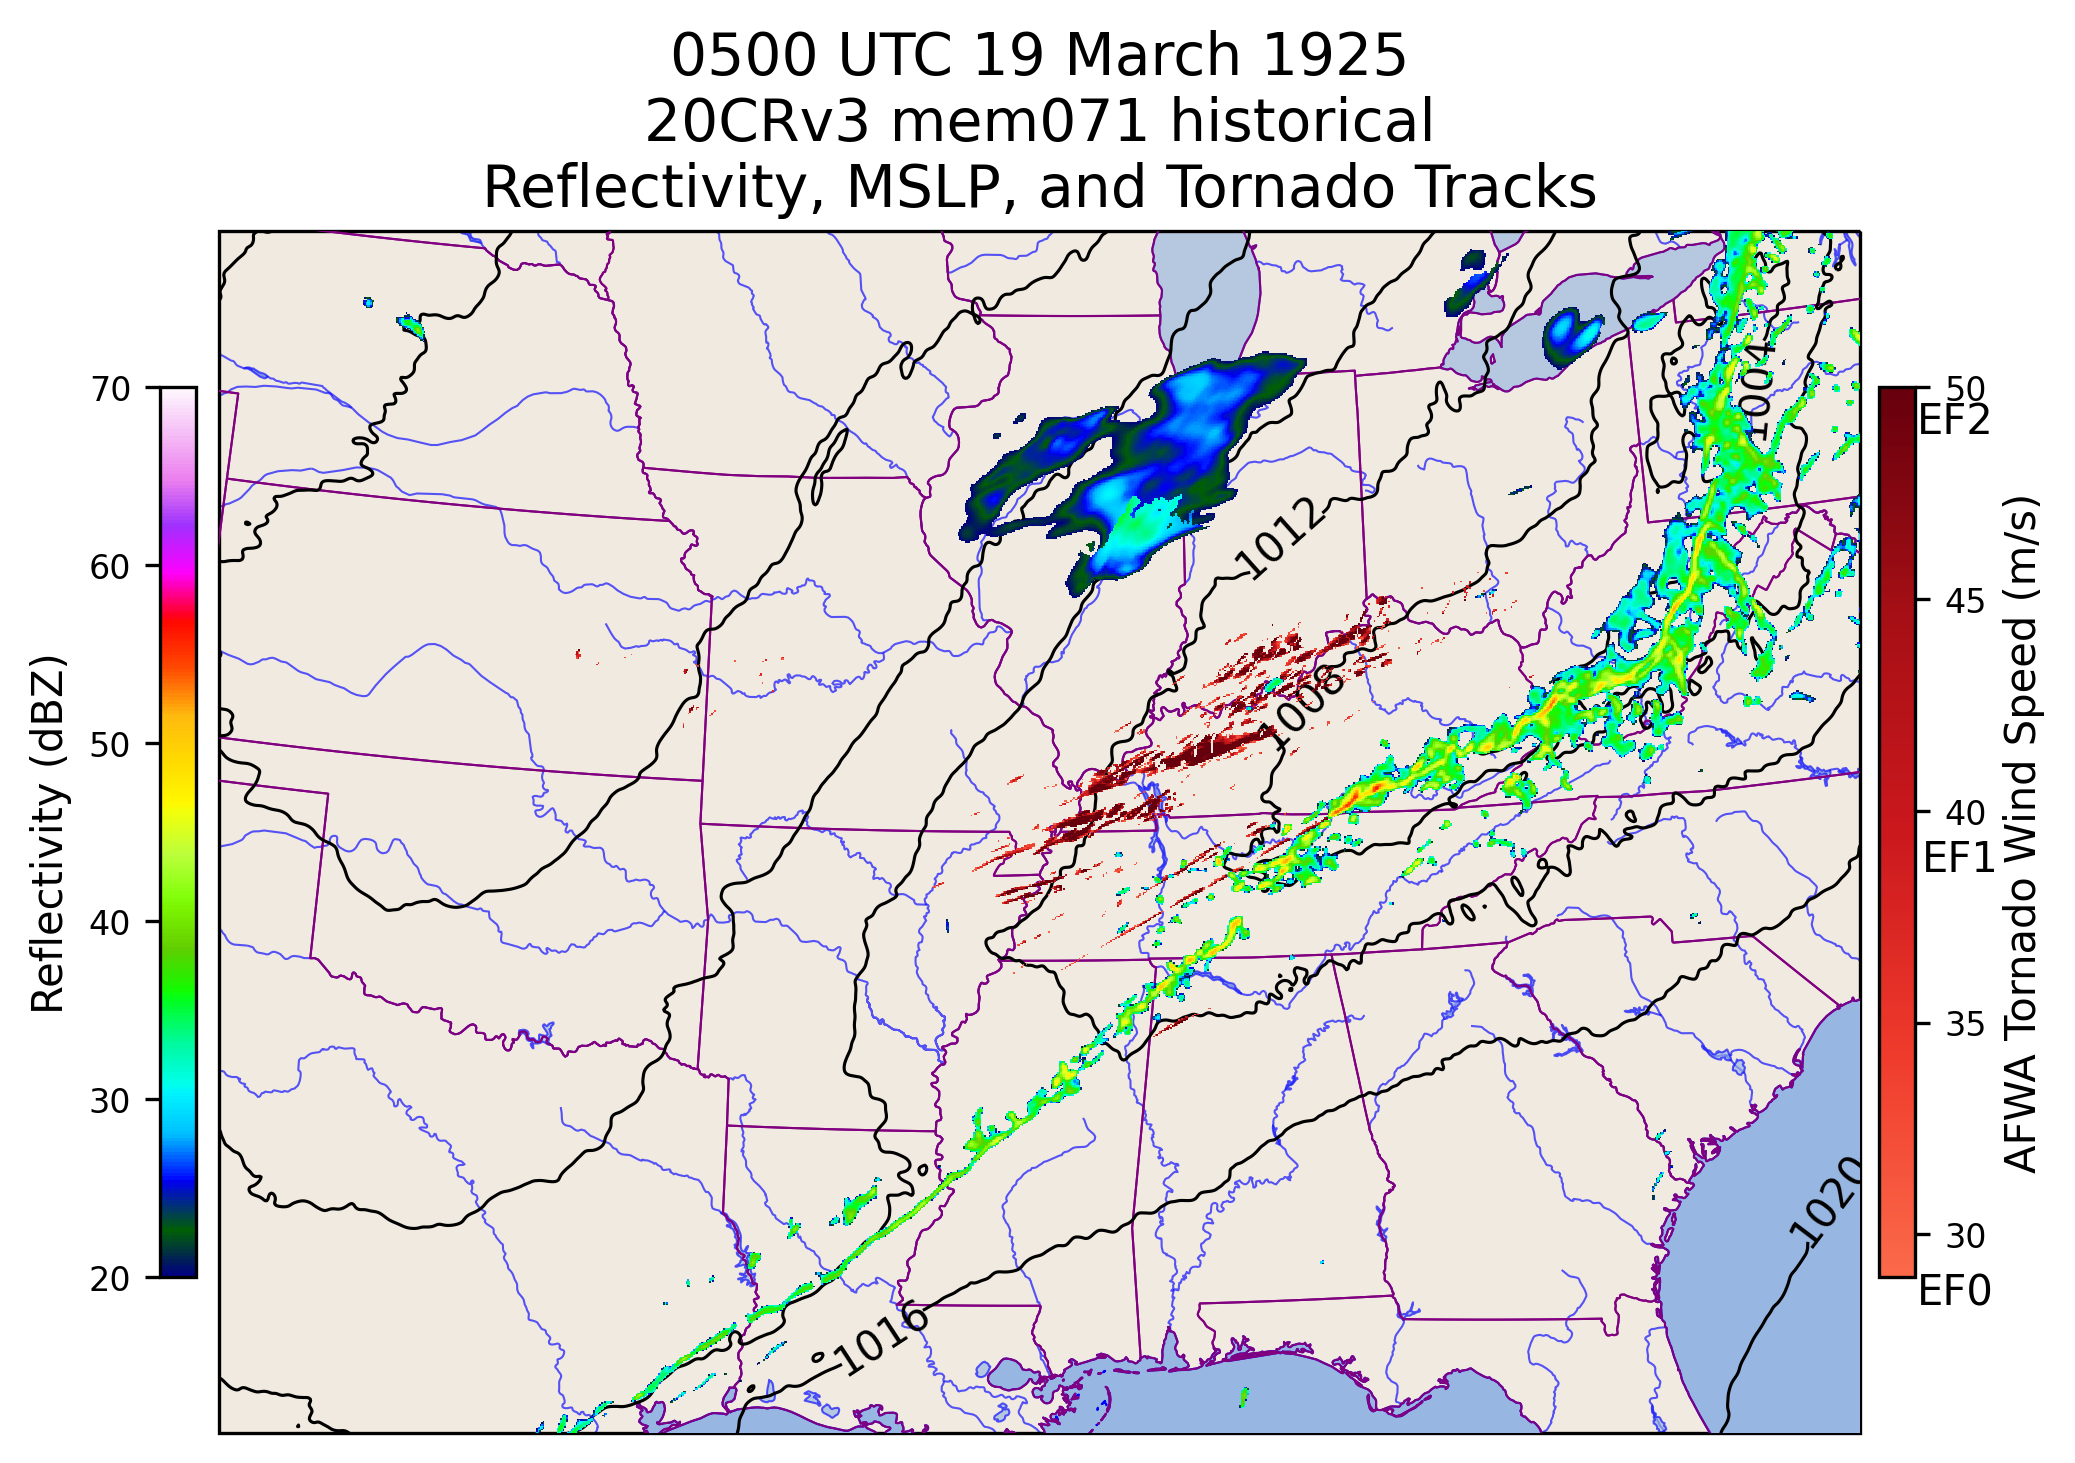 0500 UTC 19 March 1925
20CRv3 mem071 historical
Reflectivity, MSLP, and Tornado Tracks
Reflectivity (dBZ)
70
60
50
40
30
20
1004
1012
1008
1016
1020
50
EF2
45
40
EF1
35
30
EF0
AFWA Tornado Wind Speed (m/s)